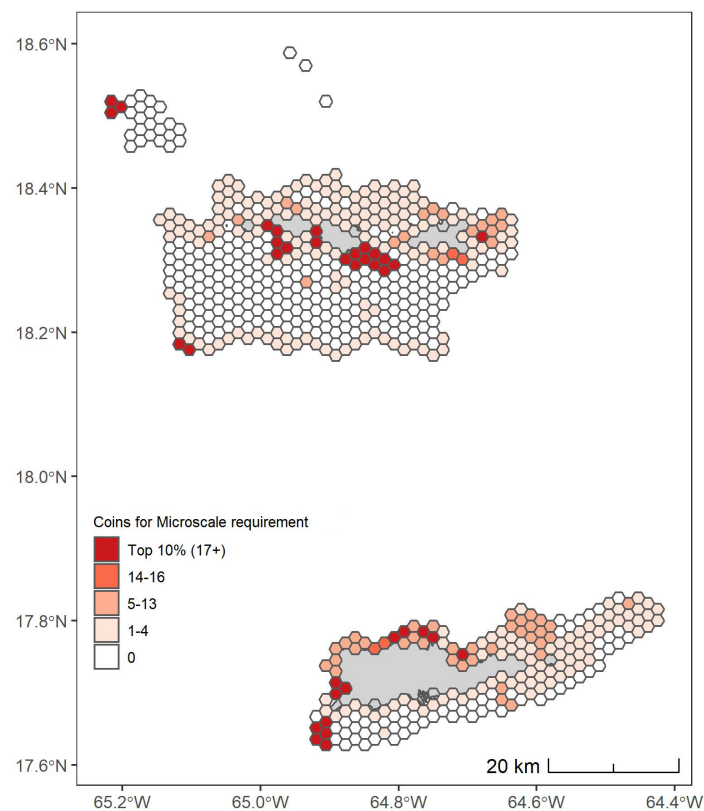 18.6°N
18.4°N
18.2°N
18.0°N
17.8°N
17.6°N
Coins for Microscale requirement
Top 10% (17+)
14-16
5-13
1-4
0
20 km
65.2°W
65.0°W
64.8°W
64.6°W
64.4°W